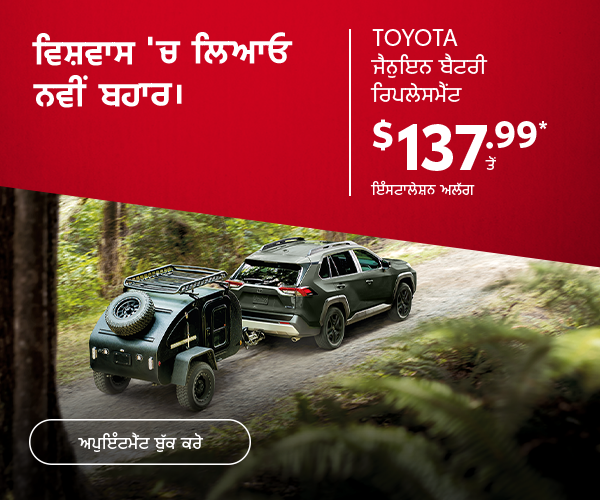 ਵਿਸ਼ਵਾਸ 'ਚ ਲਿਆਓ
ਨਵੀਂ ਬਹਾਰ।
TOYOTA
ਜੈਨੁਇਨ ਬੈਟਰੀ
ਰਿਪਲੇਸਮੈਂਟ
$137.99*
ਤੋਂ
ਇੰਸਟਾਲੇਸ਼ਨ ਅਲੱਗ
ਅਪੁਇੰਟਮੈਂਟ ਬੁੱਕ ਕਰੋ